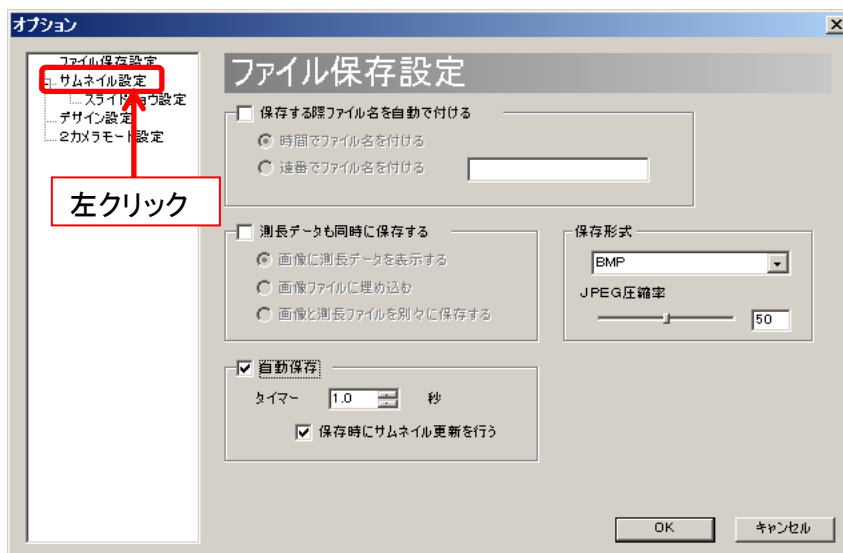 オプション
ファイル保存設定
サムネイル設定
スライドショウ設定
デザイン設定
2カメラモード設定
左クリック
ファイル保存設定
保存する際ファイル名を自動で付ける
時間でファイル名を付ける
連番でファイル名を付ける
測長データも同時に保存する
画像に測長データを表示する
画像ファイルに埋め込む
画像と測長ファイルを別々に保存する
保存形式
BMP
JPEG圧縮率
50
自動保存
タイマー 1.0 秒
保存時にサムネイル更新を行う
OK キャンセル